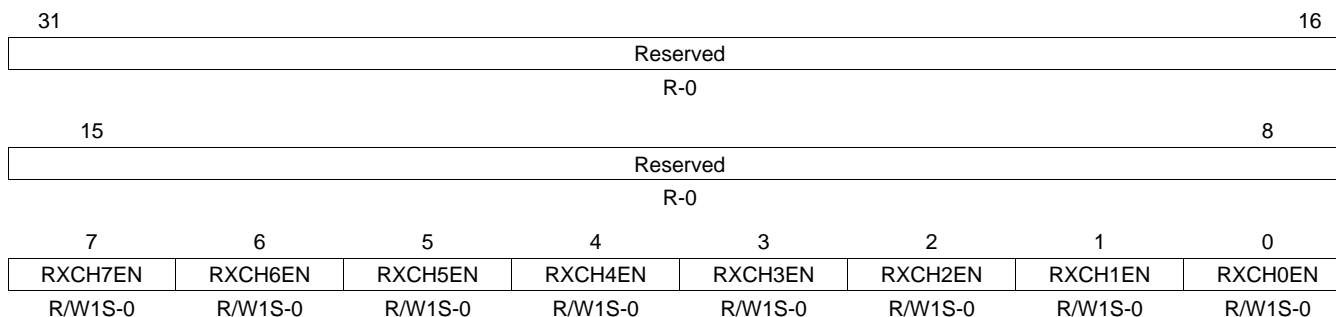 31 16
Reserved
R-0
15 8
Reserved
R-0
7 6 5 4 3 2 1 0
RXCH7EN RXCH6EN RXCH5EN RXCH4EN RXCH3EN RXCH2EN RXCH1EN RXCH0EN
R/W1S-0 R/W1S-0 R/W1S-0 R/W1S-0 R/W1S-0 R/W1S-0 R/W1S-0 R/W1S-0